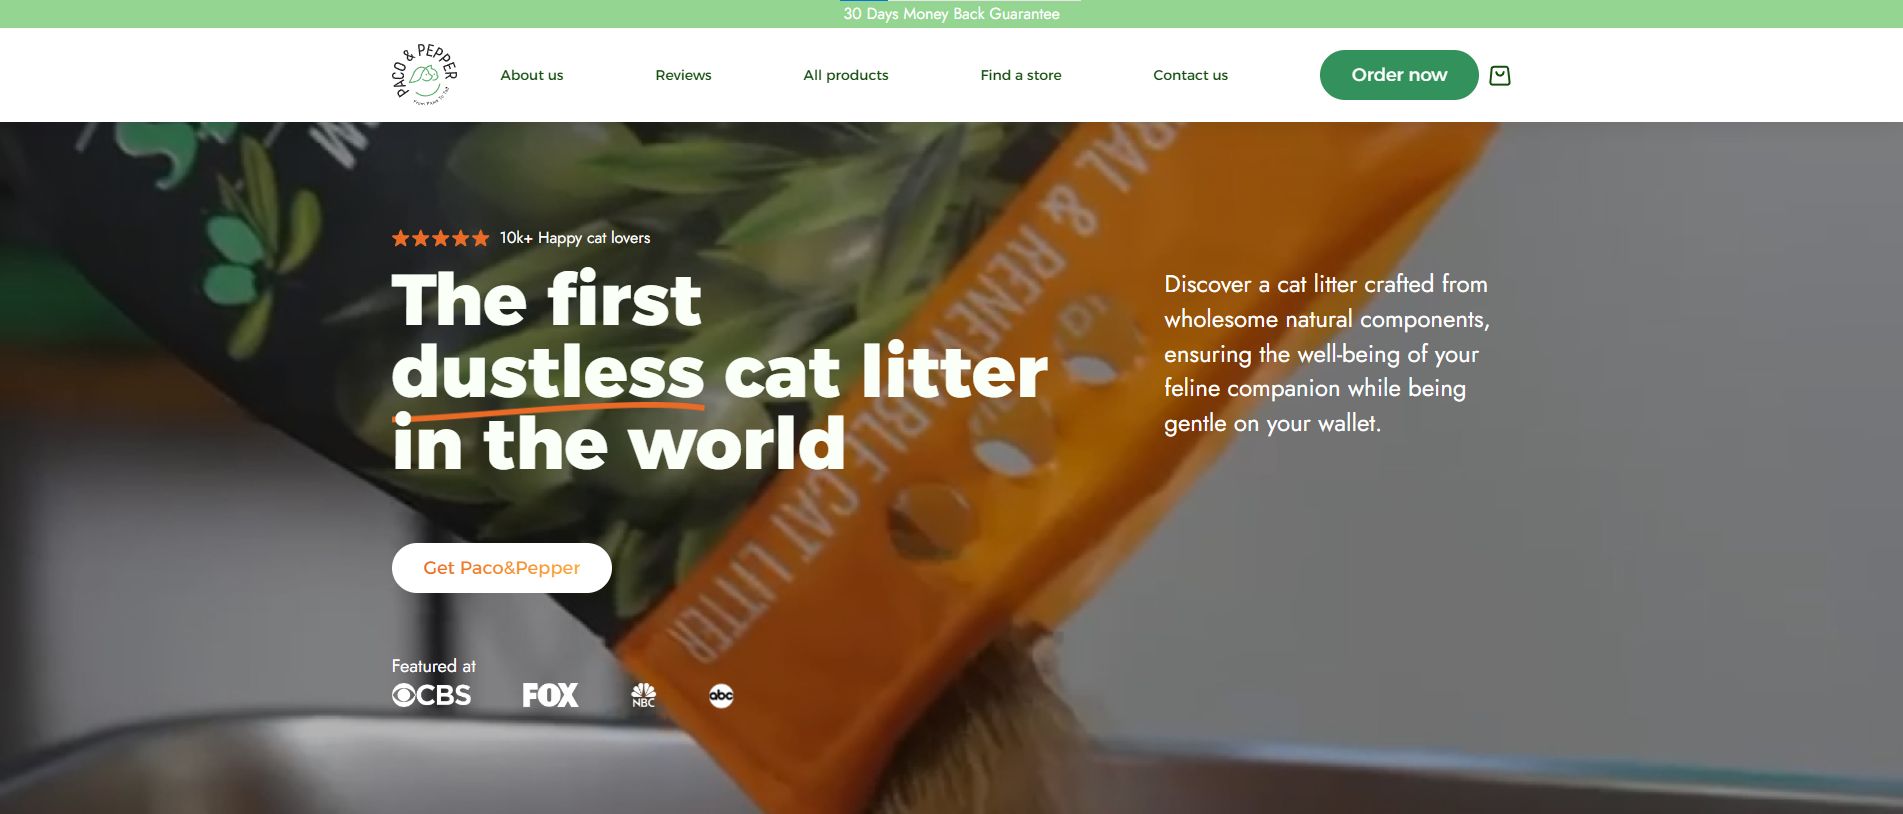 30 Days Money Back Guarantee
PACO & PEPPER
About us
Reviews
All products
Find a store
Contact us
Order now
RAL & RENEWABLE CAT LITTER
10k+ Happy cat lovers
The first
dustless cat litter
in the world
Discover a cat litter crafted from
wholesome natural components,
ensuring the well-being of your
feline companion while being
gentle on your wallet.
Get Paco&Pepper
Featured at
CBS
FOX
NBC
abc